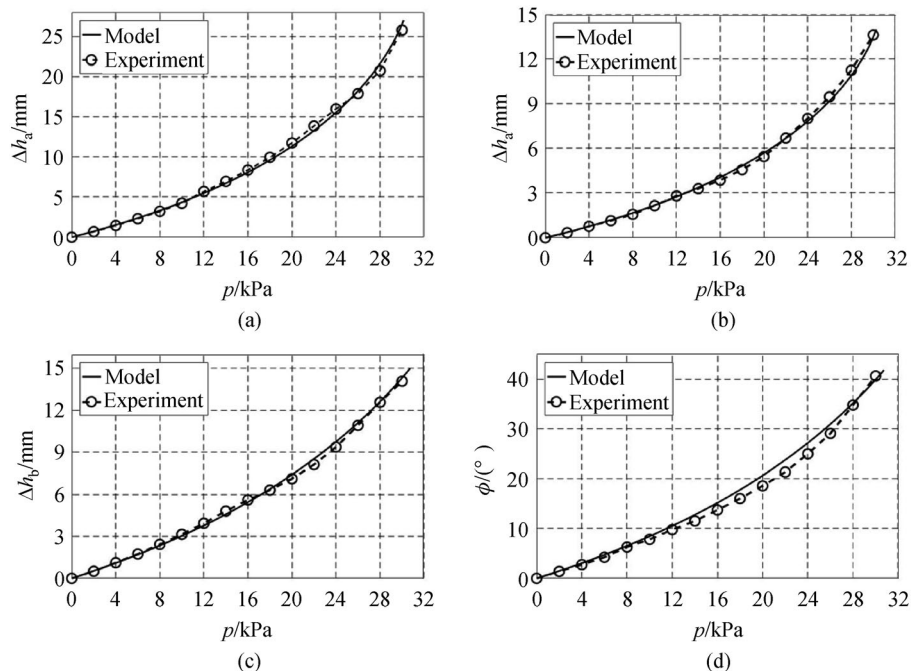 25
20
15
10
5
0
Δhₐ/mm
Model
Experiment
0 4 8 12 16 20 24 28 32
p/kPa
(a)
15
12
9
6
3
0
Δhₐ/mm
Model
Experiment
0 4 8 12 16 20 24 28 32
p/kPa
(b)
15
12
9
6
3
0
Δh_b/mm
Model
Experiment
0 4 8 12 16 20 24 28 32
p/kPa
(c)
40
30
20
10
0
ϕ/(°)
Model
Experiment
0 4 8 12 16 20 24 28 32
p/kPa
(d)